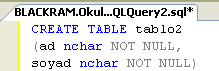 BLACKRAM.Okul...QLQuery2.sql*
CREATE TABLE tablo2
(ad nchar NOT NULL,
soyad nchar NOT NULL)